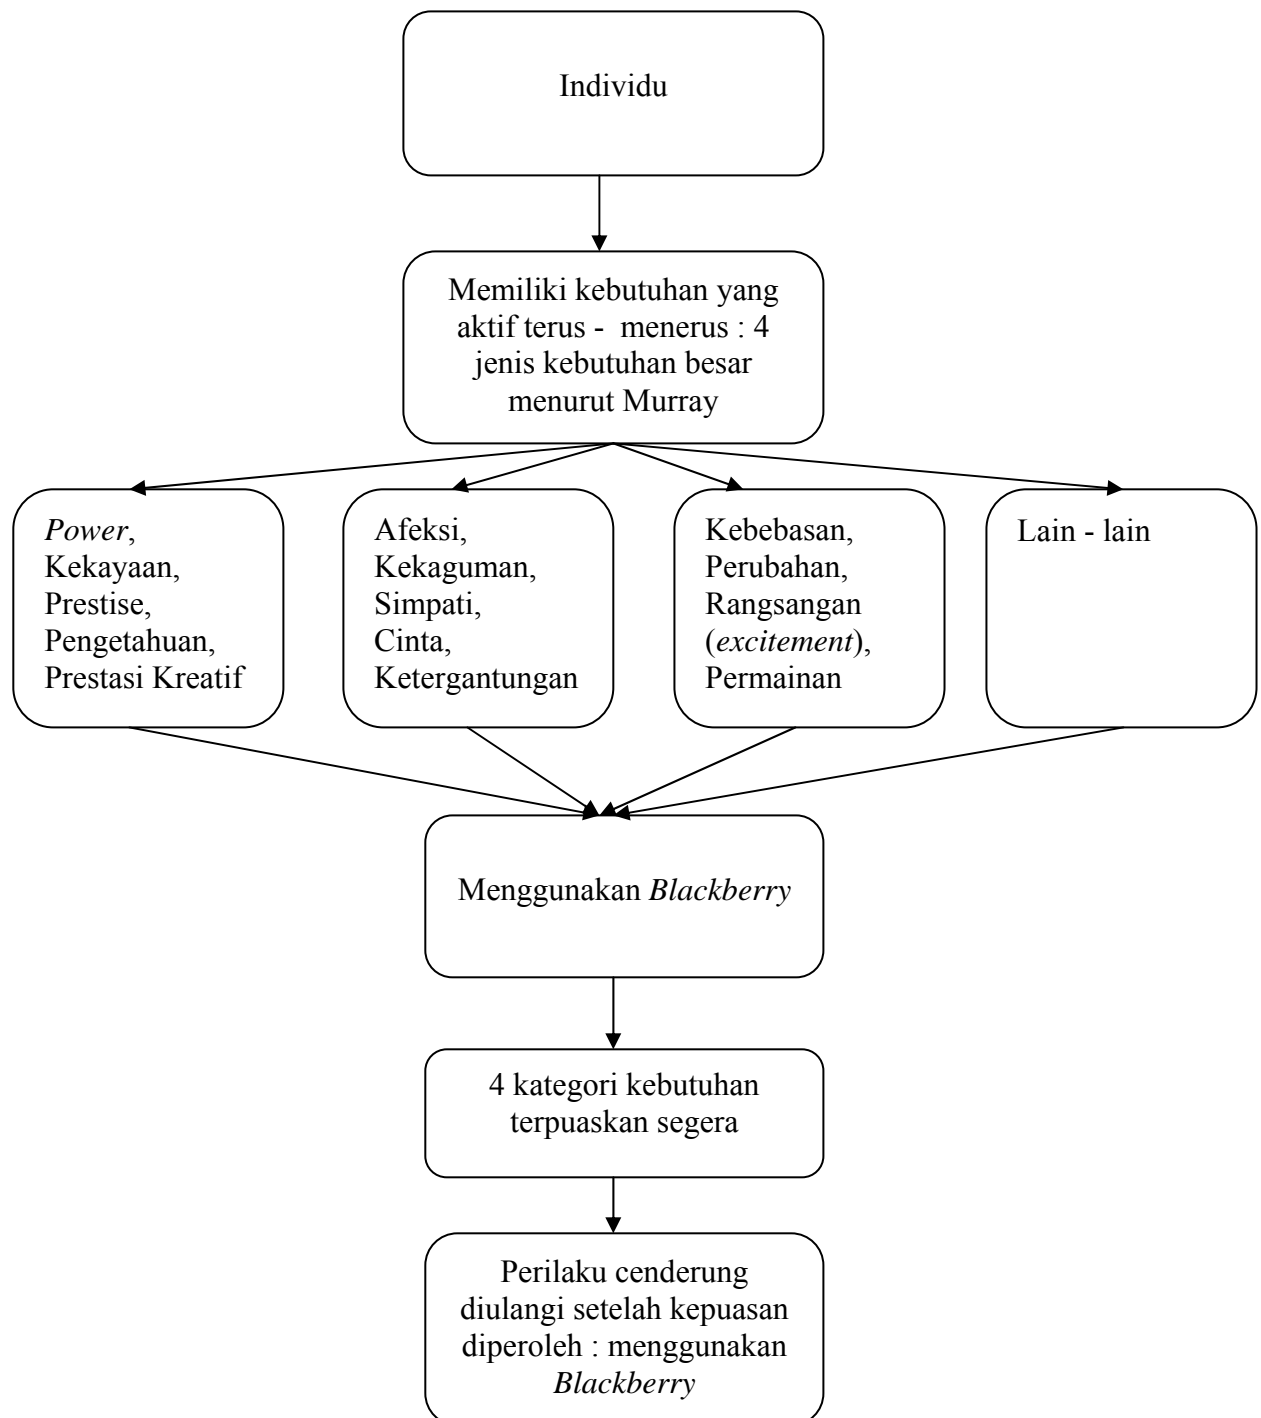 Individu
Memiliki kebutuhan yang
aktif terus - menerus : 4
jenis kebutuhan besar
menurut Murray
Power,
Kekayaan,
Prestise,
Pengetahuan,
Prestasi Kreatif
Afeksi,
Kekaguman,
Simpati,
Cinta,
Ketergantungan
Kebebasan,
Perubahan,
Rangsangan
(excitement),
Permainan
Lain - lain
Menggunakan Blackberry
4 kategori kebutuhan
terpuaskan segera
Perilaku cenderung
diulangi setelah kepuasan
diperoleh : menggunakan
Blackberry